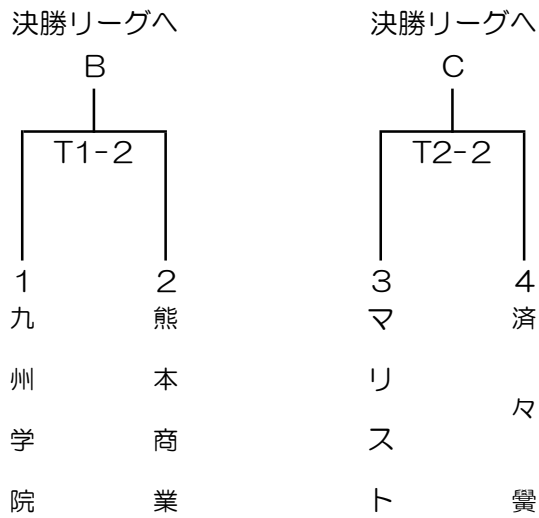 決勝リーグへ 決勝リーグへ
B C
T1-2 T2-2
1 2 3 4
九州学院
熊本商業
マリスト
済々黌